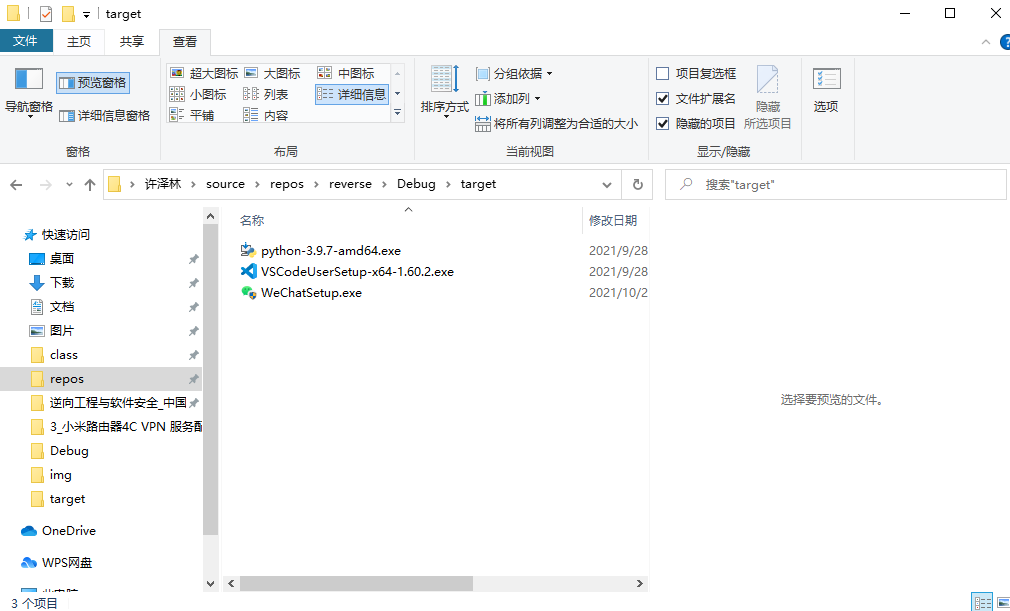 target
文件 主页 共享 查看
导航窗格 预览窗格 详细信息窗格
窗格
超大图标 大图标 中图标
小图标 列表 详细信息
平铺 内容
布局
排序方式 分组依据
添加列
将所有列调整为合适的大小
当前视图
项目复选框
文件扩展名
隐藏的项目
隐藏
所选项目
显示/隐藏
选项
许泽林 source repos reverse Debug target
搜索"target"
快速访问
桌面
下载
文档
图片
class
repos
逆向工程与软件安全_中国
3_小米路由器4C VPN 服务配
Debug
img
target
OneDrive
WPS网盘
名称 修改日期
python-3.9.7-amd64.exe 2021/9/28
VSCodeUserSetup-x64-1.60.2.exe 2021/9/28
WeChatSetup.exe 2021/10/2
选择要预览的文件。
3 个项目